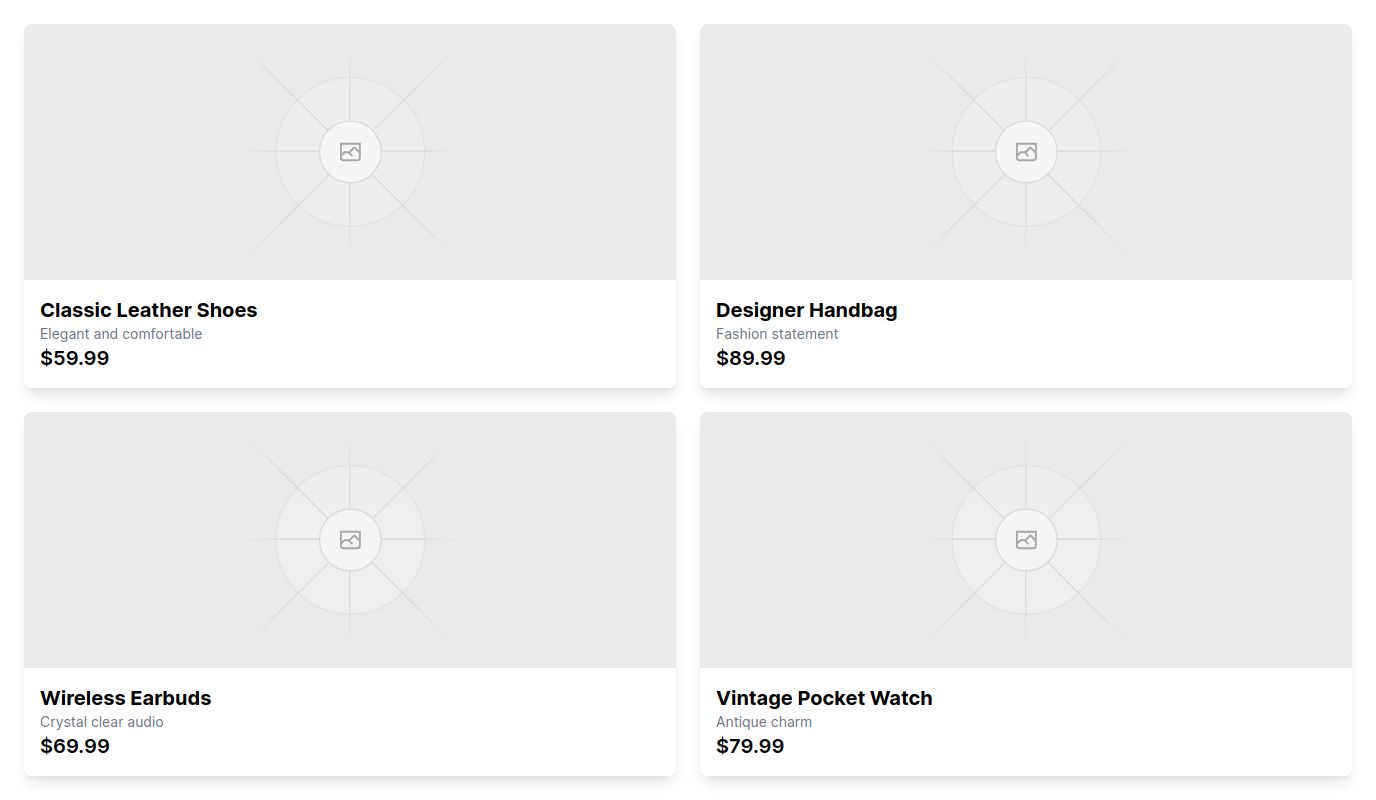 Classic Leather Shoes
Elegant and comfortable
$59.99
Designer Handbag
Fashion statement
$89.99
Wireless Earbuds
Crystal clear audio
$69.99
Vintage Pocket Watch
Antique charm
$79.99